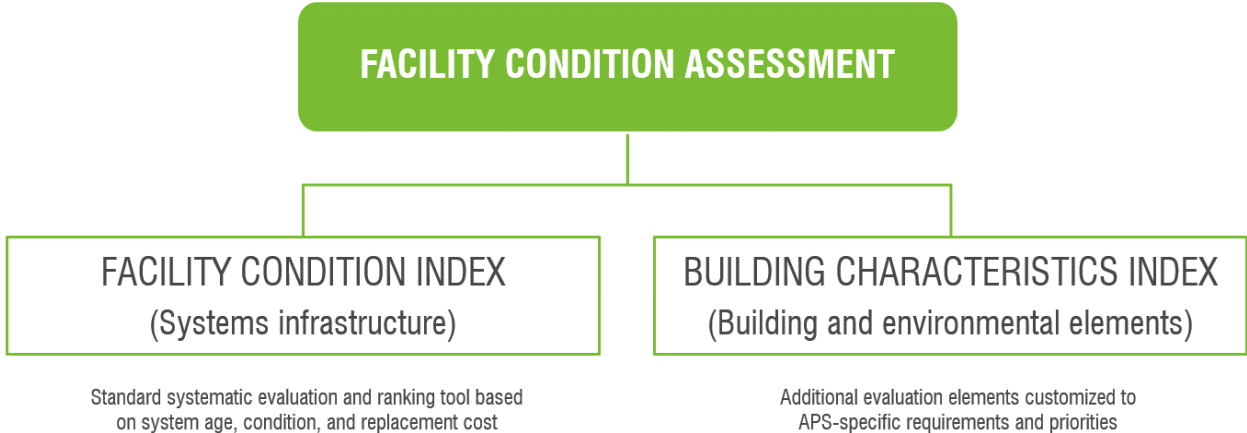 FACILITY CONDITION ASSESSMENT
FACILITY CONDITION INDEX
(Systems infrastructure)
Standard systematic evaluation and ranking tool based
on system age, condition, and replacement cost
BUILDING CHARACTERISTICS INDEX
(Building and environmental elements)
Additional evaluation elements customized to
APS-specific requirements and priorities